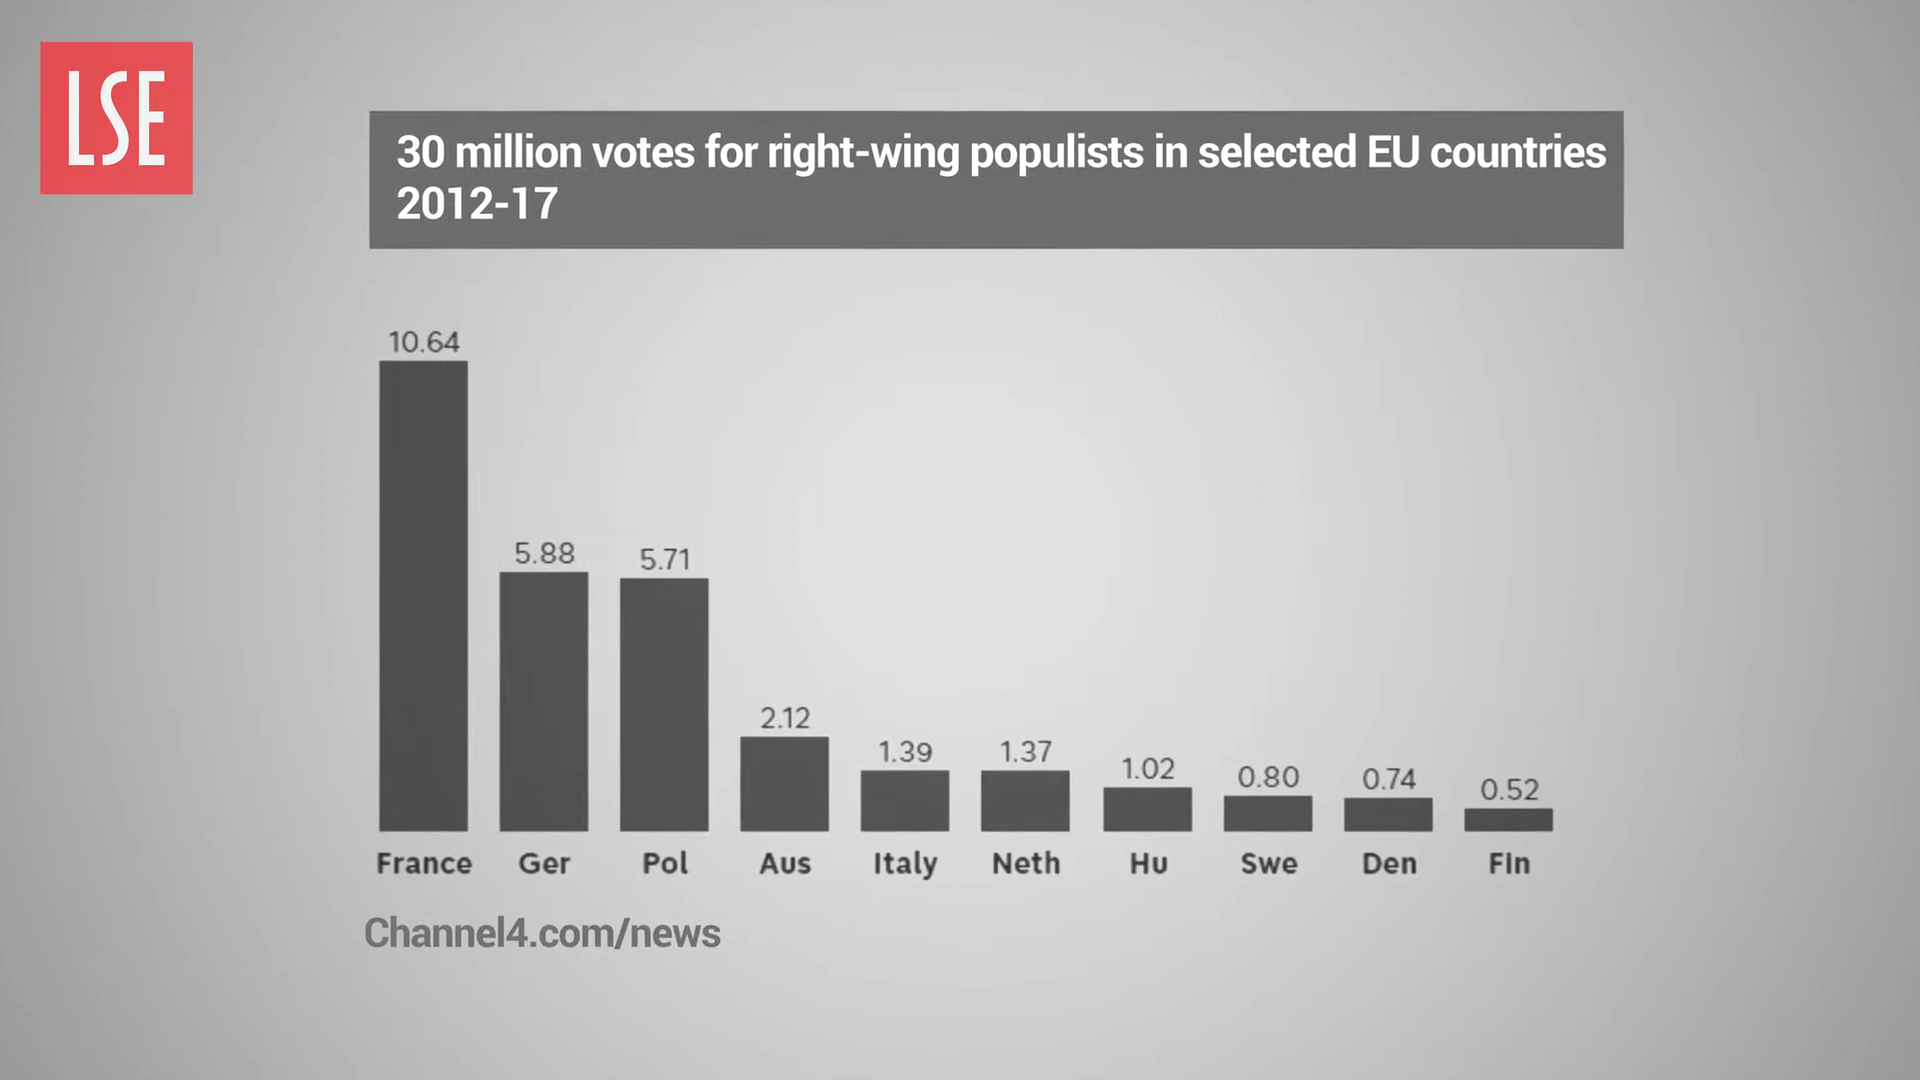 LSE
30 million votes for right-wing populists in selected EU countries
2012-17
10.64
5.88
5.71
2.12
1.39
1.37
1.02
0.80
0.74
0.52
France Ger Pol Aus Italy Neth Hu Swe Den Fin
Channel4.com/news